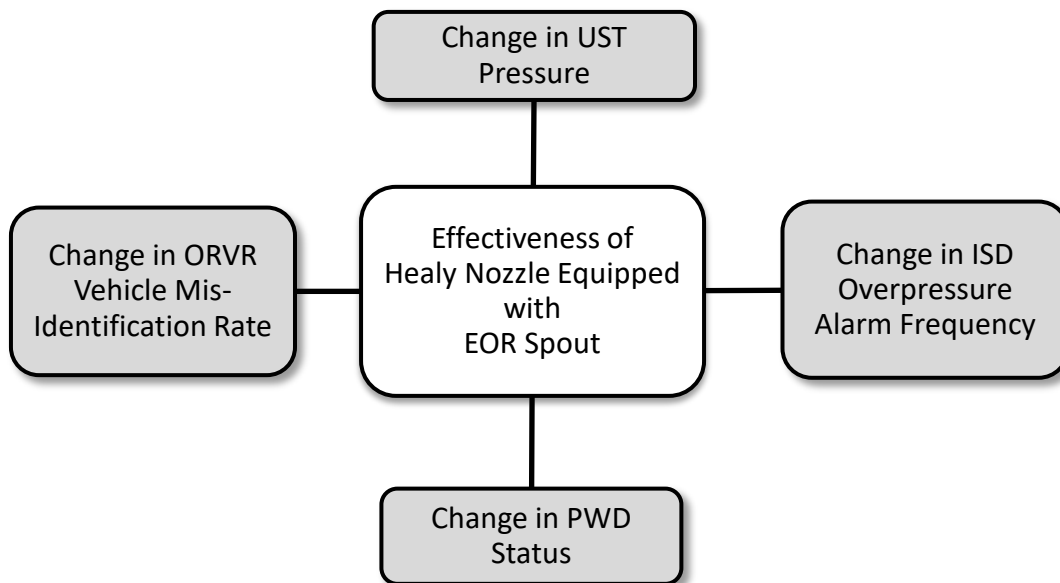 Change in UST
Pressure
Change in ORVR
Vehicle Mis-
Identification Rate
Effectiveness of
Healy Nozzle Equipped
with
EOR Spout
Change in ISD
Overpressure
Alarm Frequency
Change in PWD
Status